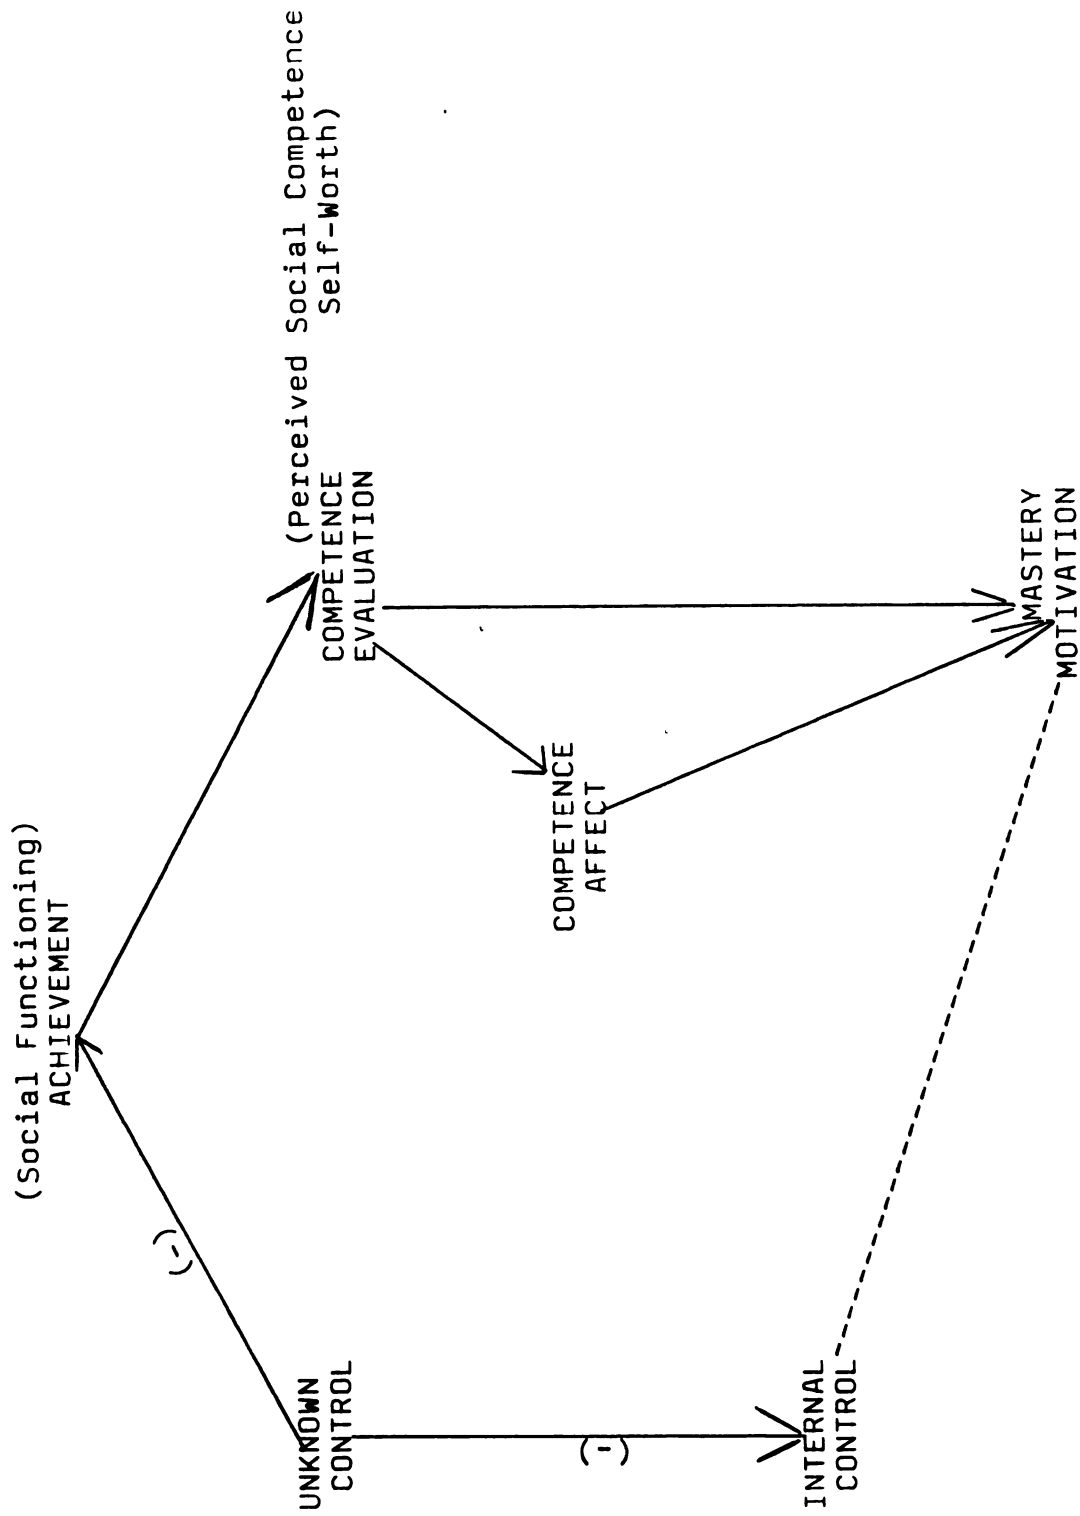 (Social Functioning)
ACHIEVEMENT
(-)
UNKNOWN
CONTROL
(Perceived Social Competence
Self-Worth)
COMPETENCE
EVALUATION
COMPETENCE
AFFECT
(-)
INTERNAL
CONTROL
MASTERY
MOTIVATION